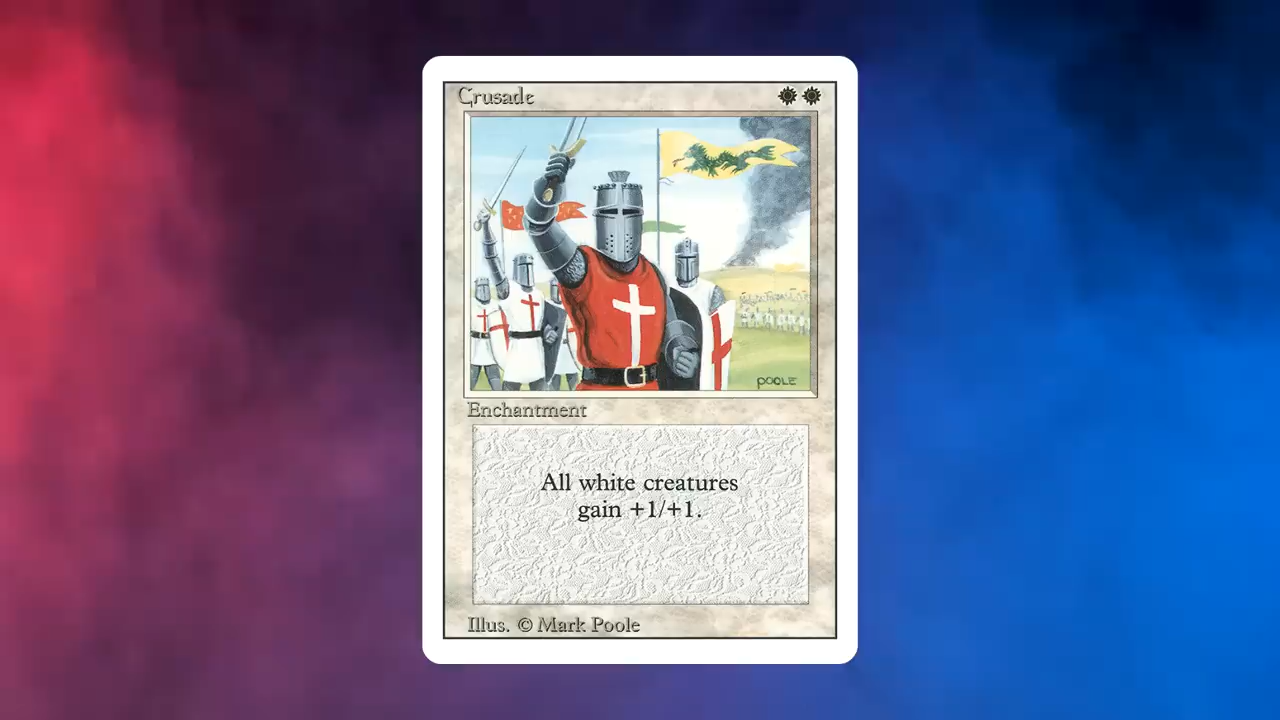 Crusade
POOLE
Enchantment
All white creatures
gain +1/+1.
Illus. © Mark Poole